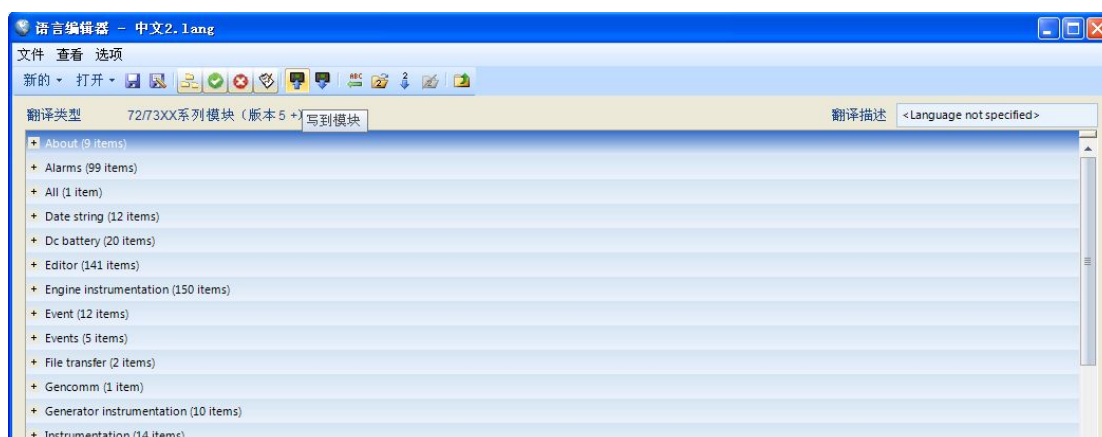 语言编辑器 - 中文2.lang
文件 查看 选项
新的 打开
翻译类型 72/73XX系列模块（版本 5 +) 写到模块 翻译描述 <Language not specified>
+ About (9 items)
+ Alarms (99 items)
+ All (1 item)
+ Date string (12 items)
+ Dc battery (20 items)
+ Editor (141 items)
+ Engine instrumentation (150 items)
+ Event (12 items)
+ Events (5 items)
+ File transfer (2 items)
+ Gencomm (1 item)
+ Generator instrumentation (10 items)
+ Instrumentation (14 items)